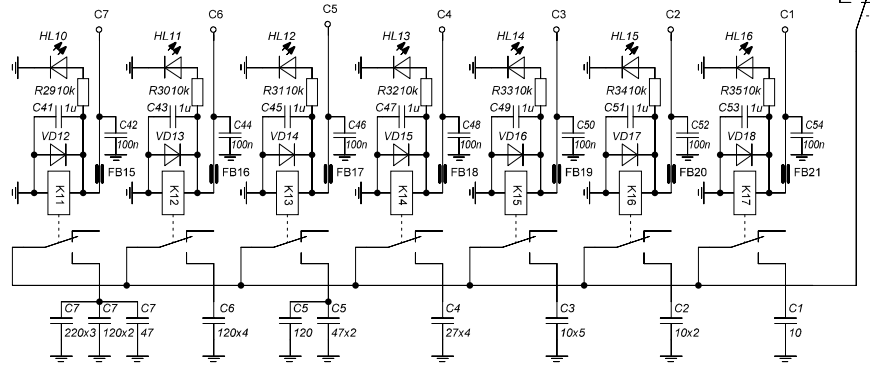 C7 C6 C5 C4 C3 C2 C1
HL10 HL11 HL12 HL13 HL14 HL15 HL16
R2910k R3010k R3110k R3210k R3310k R3410k R3510k
C41 1u C43 1u C45 1u C47 1u C49 1u C51 1u C53 1u
C42 C44 C46 C48 C50 C52 C54
100n 100n 100n 100n 100n 100n 100n
VD12 VD13 VD14 VD15 VD16 VD17 VD18
FB15 FB16 FB17 FB18 FB19 FB20 FB21
K11 K12 K13 K14 K15 K16 K17
C7 C7 C7 C6 C5 C5 C4 C3 C2 C1
220x3 120x2 47 120x4 120 47x2 27x4 10x5 10x2 10